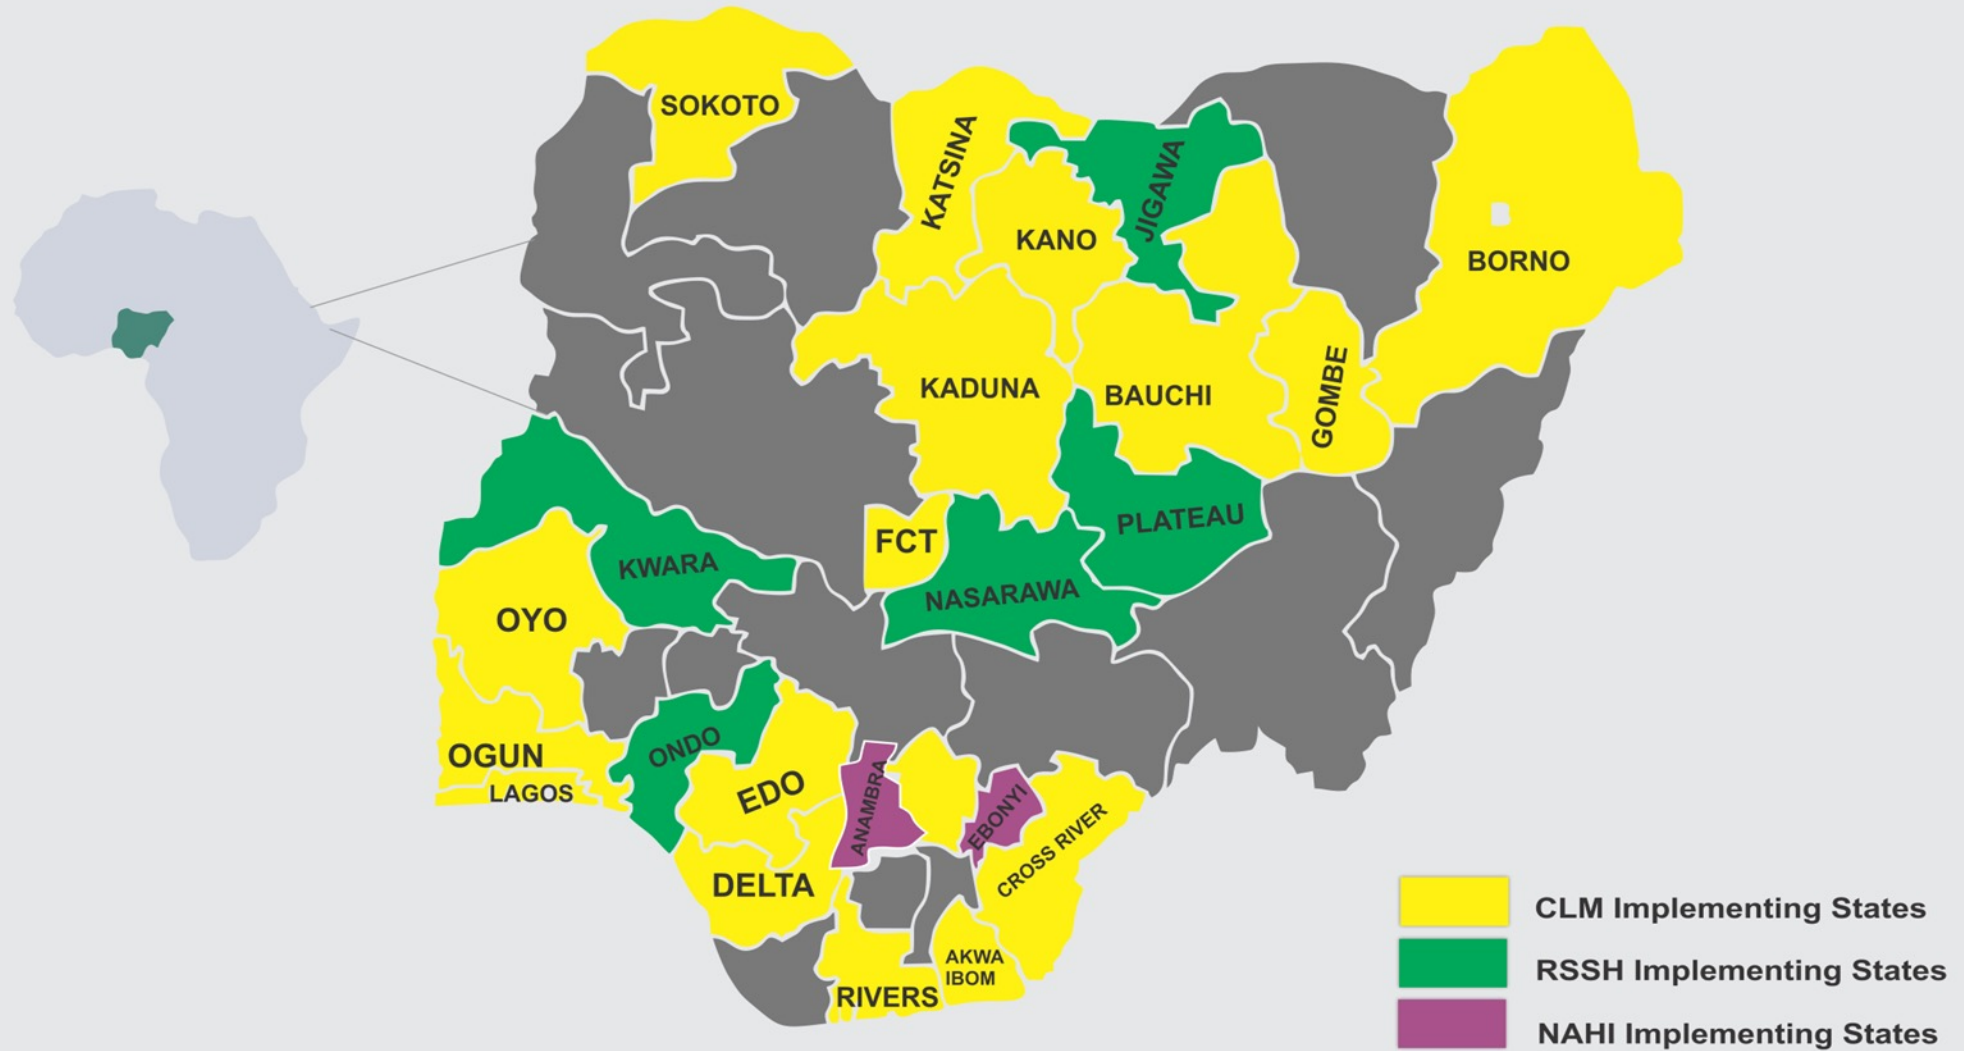 SOKOTO
KATSINA
KANO
JIGAWA
BORNO
KADUNA
BAUCHI
GOMBE
FCT
PLATEAU
KWARA
NASARAWA
OYO
OGUN
LAGOS
ONDO
EDO
ANAMBRA
EBONYI
CROSS RIVER
DELTA
AKWA
IBOM
RIVERS
CLM Implementing States
RSSH Implementing States
NAHI Implementing States